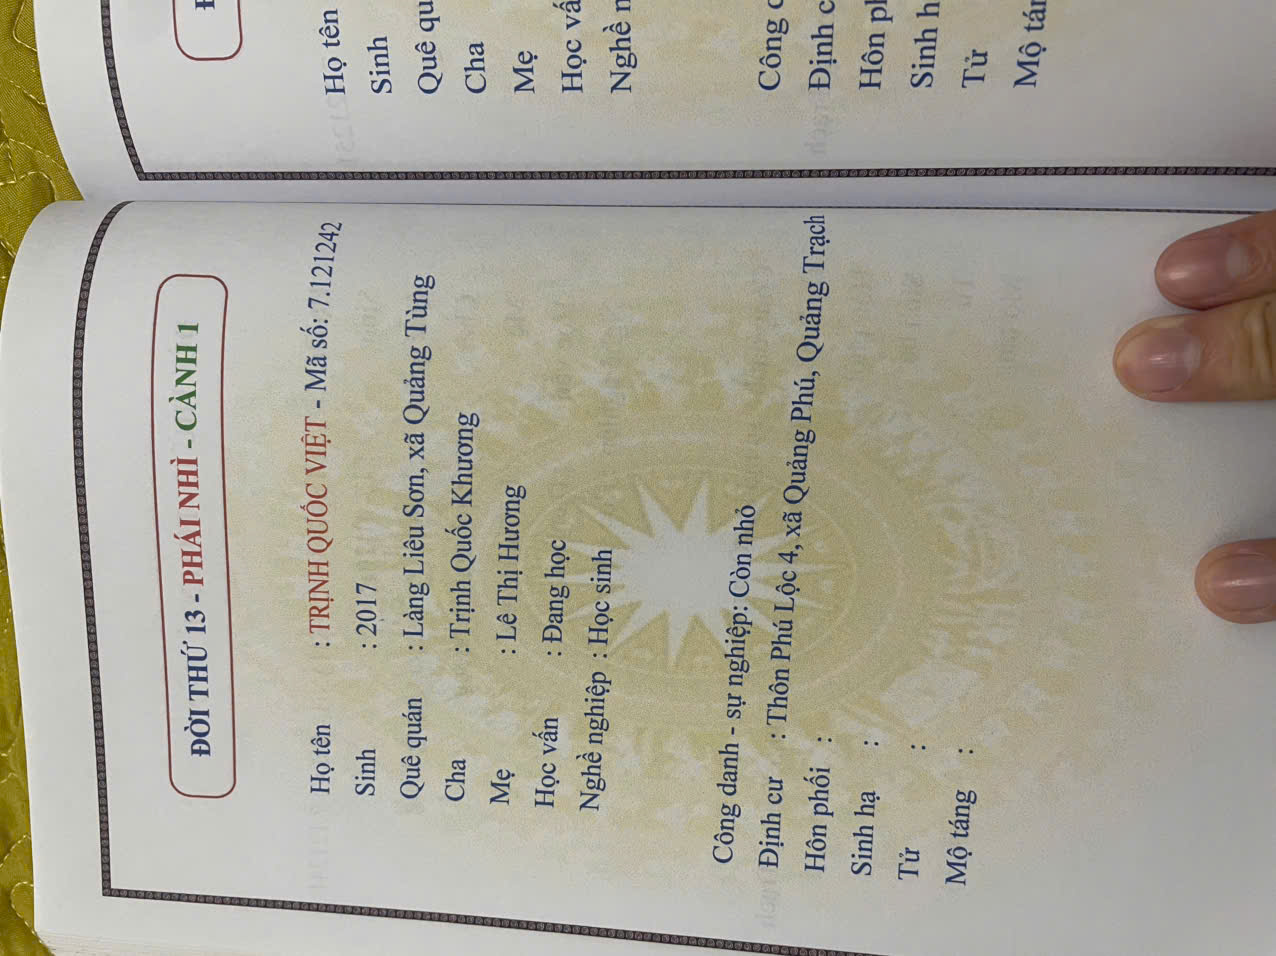 ĐỜI THỨ 13 - PHÁI NHÌ - CÀNH 1
Họ tên : TRỊNH QUỐC VIỆT - Mã số: 7.121242
Sinh : 2017
Quê quán : Làng Liêu Sơn, xã Quảng Tùng
Cha : Trịnh Quốc Khương
Mẹ : Lê Thị Hương
Học vấn : Đang học
Nghề nghiệp : Học sinh
Công danh - sự nghiệp: Còn nhỏ
Định cư : Thôn Phú Lộc 4, xã Quảng Phú, Quảng Trạch
Hôn phối :
Sinh hạ :
Tử :
Mộ táng :
Họ tên
Sinh
Quê
Cha
Mẹ
Học
Nghề
Công
Định
Hôn
Sinh
Tử
Mộ